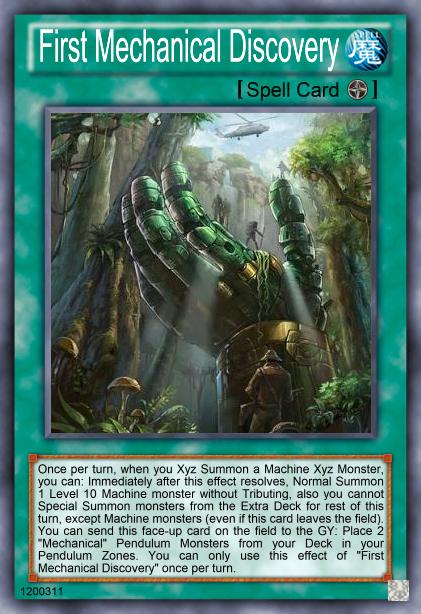 First Mechanical Discovery
SPELL
魔
[ Spell Card ]
Once per turn, when you Xyz Summon a Machine Xyz Monster,
you can: Immediately after this effect resolves, Normal Summon
1 Level 10 Machine monster without Tributing, also you cannot
Special Summon monsters from the Extra Deck for rest of this
turn, except Machine monsters (even if this card leaves the field).
You can send this face-up card on the field to the GY: Place 2
"Mechanical" Pendulum Monsters from your Deck in your
Pendulum Zones. You can only use this effect of "First
Mechanical Discovery" once per turn.
1200311